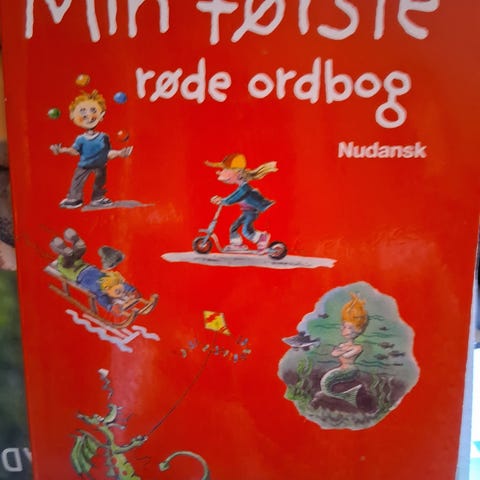 Min første
røde ordbog
Nudansk